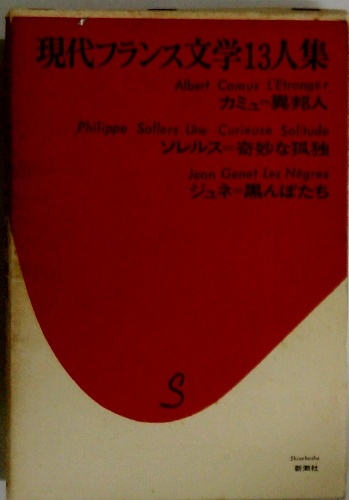 現代フランス文学13人集
Albert Camus L'Etranger
カミュ=異邦人
Philippe Sollers Une Curieuse Solitude
ソレルス=奇妙な孤独
Jean Genet Les Nègres
ジュネ=黒んぼたち
S
Shinchosha
新潮社